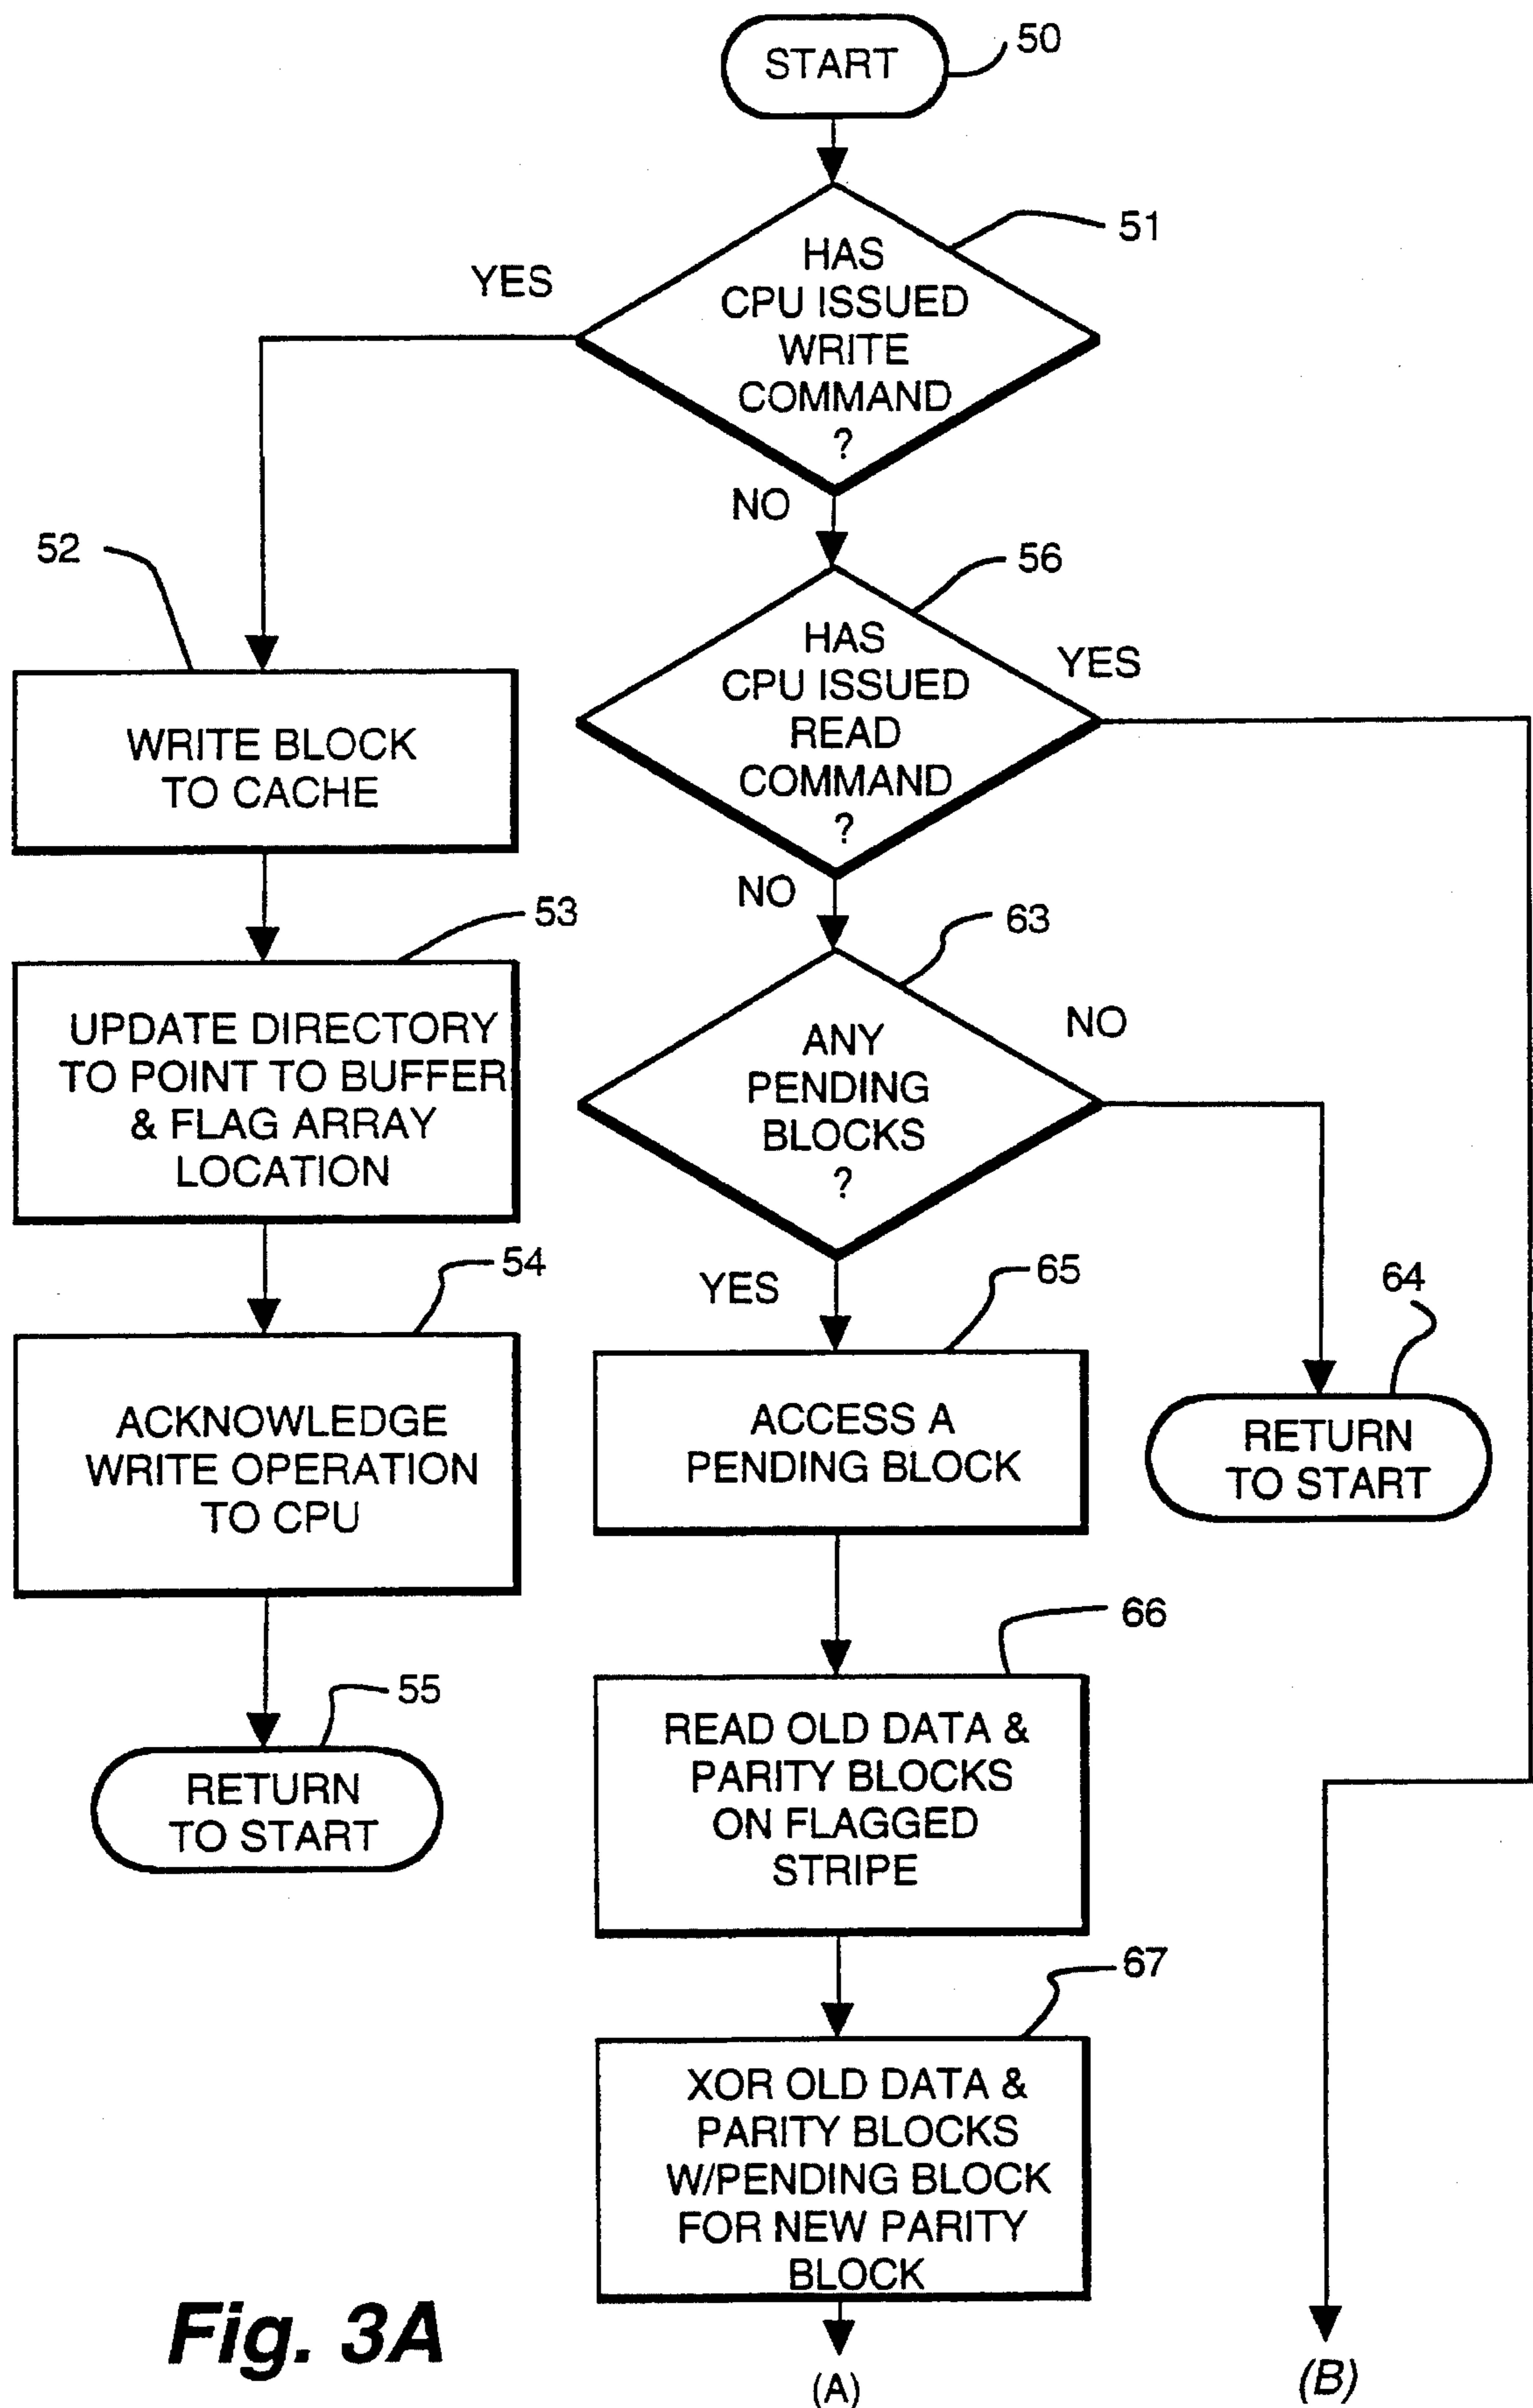 START
50
HAS
CPU ISSUED
WRITE
COMMAND
?
51
YES
NO
52
WRITE BLOCK
TO CACHE
HAS
CPU ISSUED
READ
COMMAND
?
56
YES
NO
53
UPDATE DIRECTORY
TO POINT TO BUFFER
& FLAG ARRAY
LOCATION
ANY
PENDING
BLOCKS
?
63
NO
YES
54
ACKNOWLEDGE
WRITE OPERATION
TO CPU
65
ACCESS A
PENDING BLOCK
64
RETURN
TO START
55
RETURN
TO START
66
READ OLD DATA &
PARITY BLOCKS
ON FLAGGED
STRIPE
67
XOR OLD DATA &
PARITY BLOCKS
W/PENDING BLOCK
FOR NEW PARITY
BLOCK
(A)
(B)
Fig. 3A